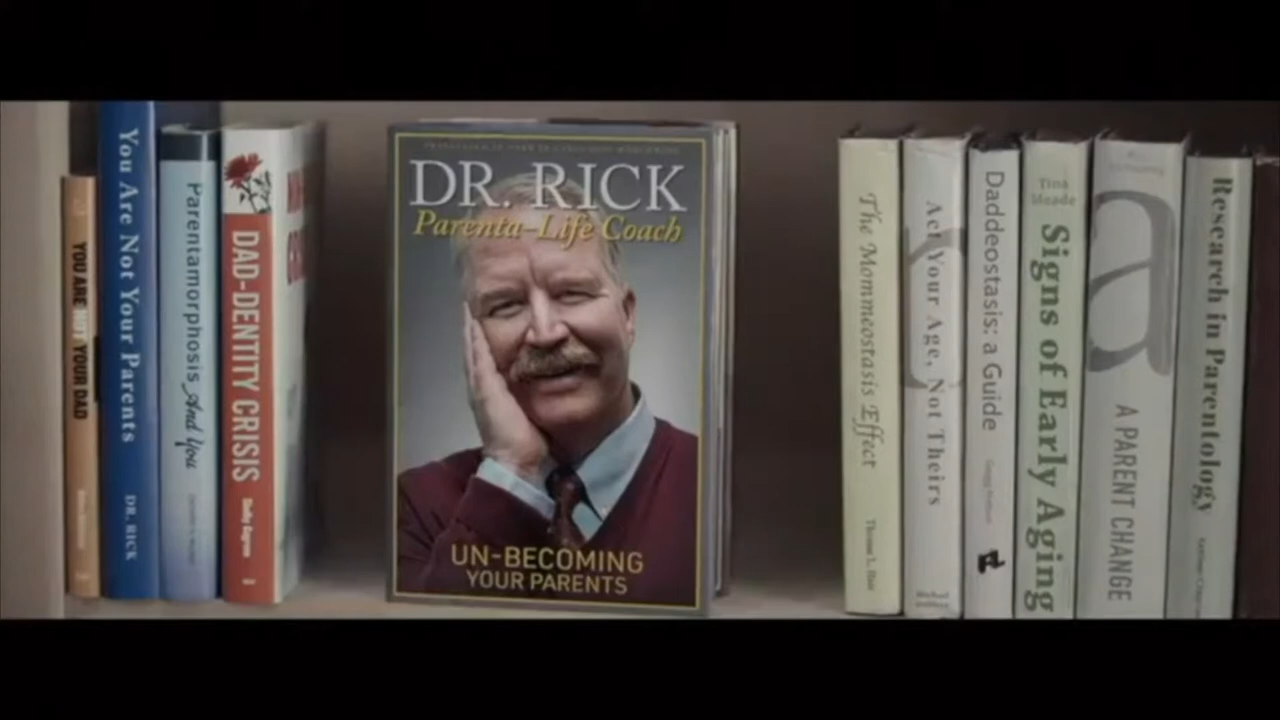 YOU ARE NOT YOUR DAD
You Are Not Your Parents
DR. RICK
Parentamorphosis And You
DAD-DENTITY CRISIS
DR. RICK
Parenta-Life Coach
UN-BECOMING
YOUR PARENTS
The Mommeostasis Effect
Act Your Age, Not Theirs
Daddeostasis: a Guide
Tina
Meade
Signs of Early Aging
a
A PARENT CHANGE
Research in Parentology